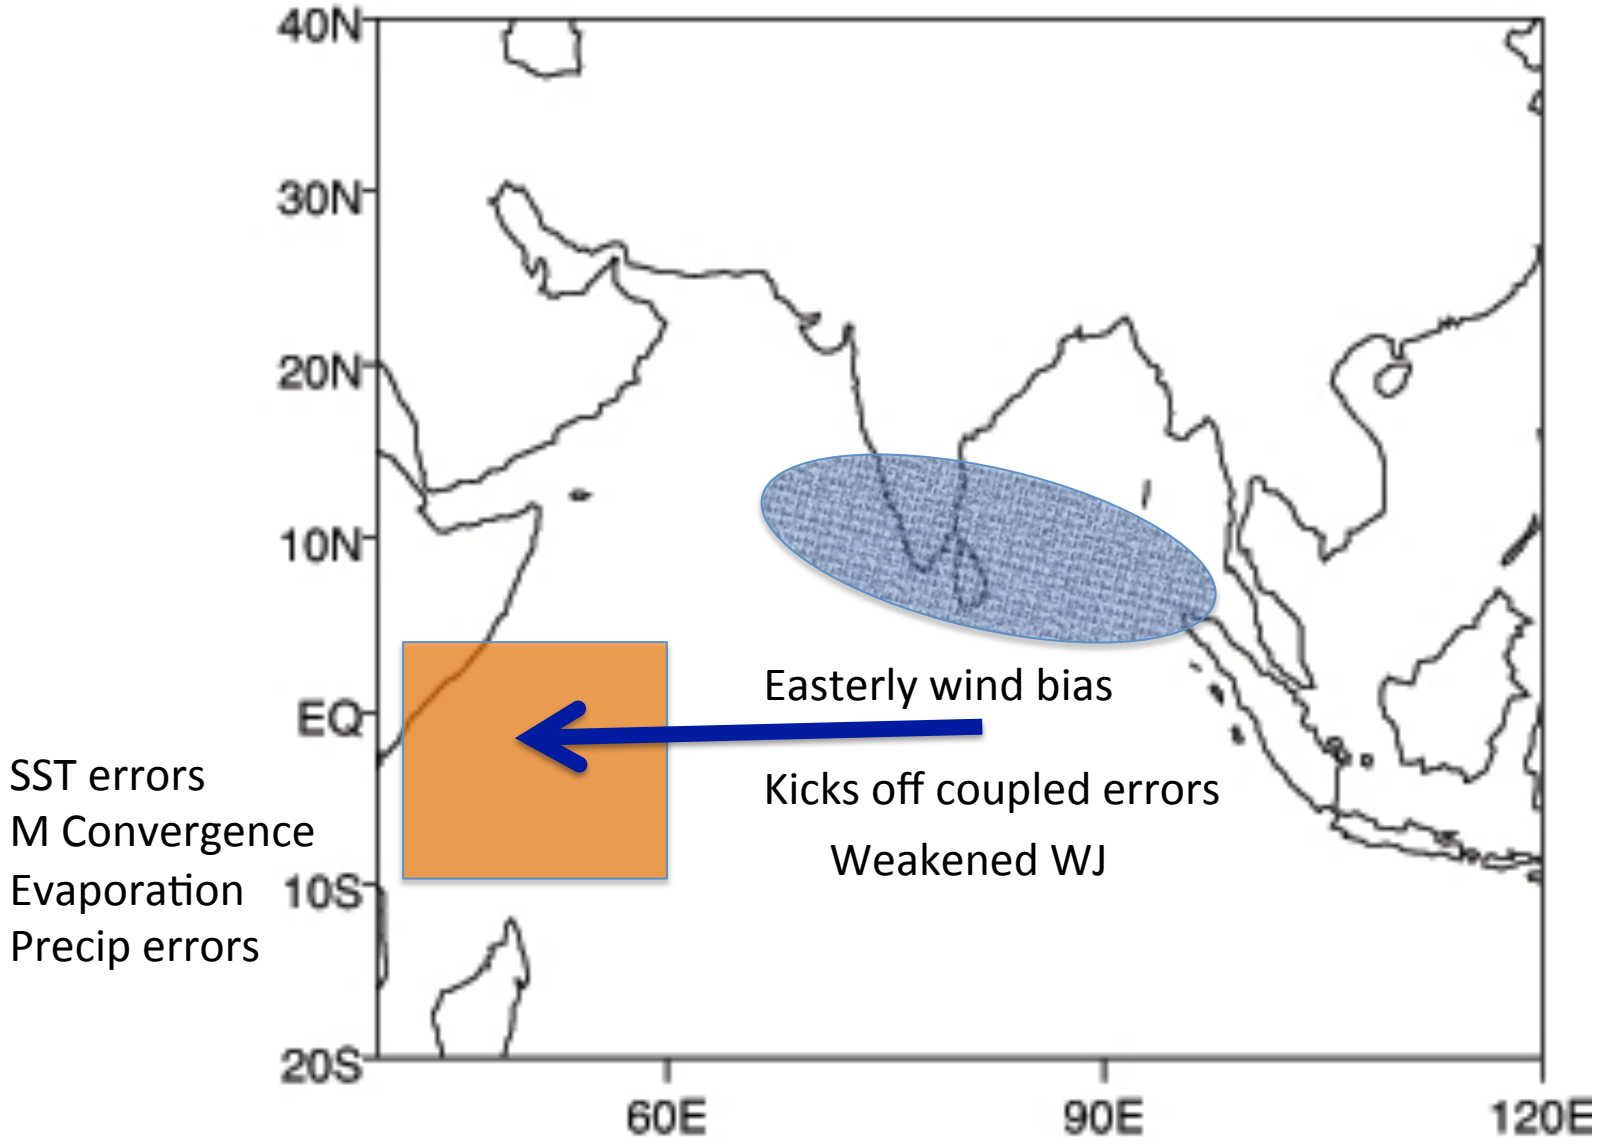 40N
30N
20N
10N
EQ
10S
20S
Easterly wind bias
Kicks off coupled errors
Weakened WJ
SST errors
M Convergence
Evaporation
Precip errors
60E
90E
120E